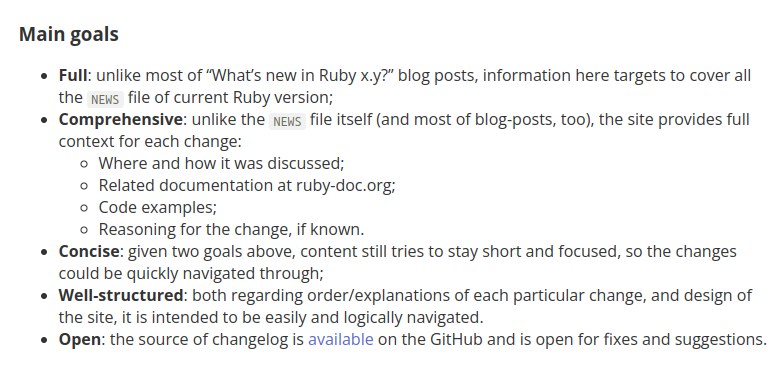 Main goals
• Full: unlike most of “What’s new in Ruby x.y?” blog posts, information here targets to cover all
the NEWS file of current Ruby version;
• Comprehensive: unlike the NEWS file itself (and most of blog-posts, too), the site provides full
context for each change:
◦ Where and how it was discussed;
◦ Related documentation at ruby-doc.org;
◦ Code examples;
◦ Reasoning for the change, if known.
• Concise: given two goals above, content still tries to stay short and focused, so the changes
could be quickly navigated through;
• Well-structured: both regarding order/explanations of each particular change, and design of
the site, it is intended to be easily and logically navigated.
• Open: the source of changelog is available on the GitHub and is open for fixes and suggestions.